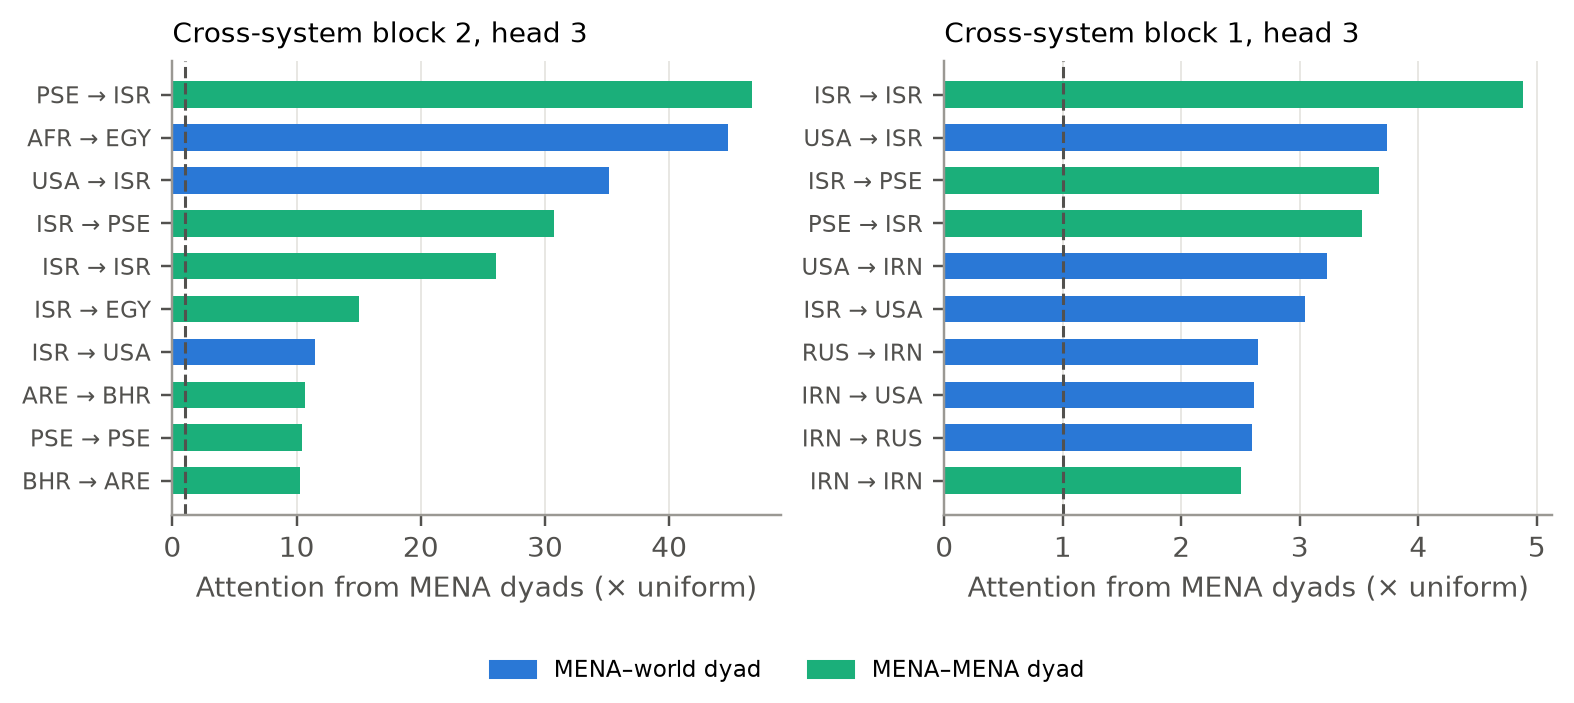 Cross-system block 2, head 3
PSE → ISR
AFR → EGY
USA → ISR
ISR → PSE
ISR → ISR
ISR → EGY
ISR → USA
ARE → BHR
PSE → PSE
BHR → ARE
0 10 20 30 40
Attention from MENA dyads (× uniform)
Cross-system block 1, head 3
ISR → ISR
USA → ISR
ISR → PSE
PSE → ISR
USA → IRN
ISR → USA
RUS → IRN
IRN → USA
IRN → RUS
IRN → IRN
0 1 2 3 4 5
Attention from MENA dyads (× uniform)
MENA–world dyad
MENA–MENA dyad